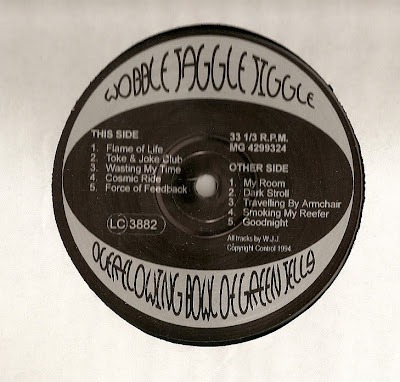 WOBBLE JAGGLE JIGGLE
THIS SIDE
1. Flame of Life
2. Toke & Joke Club
3. Wasting My Time
4. Cosmic Ride
5. Force of Feedback
LC 3882
33 1/3 R.P.M.
MQ 4299324
OTHER SIDE
1. My Room
2. Dark Stroll
3. Travelling By Armchair
4. Smoking My Reefer
5. Goodnight
All tracks by W.J.J.
Copyright Control 1994
OVERFLOWING BOWL OF GREEN JELLY